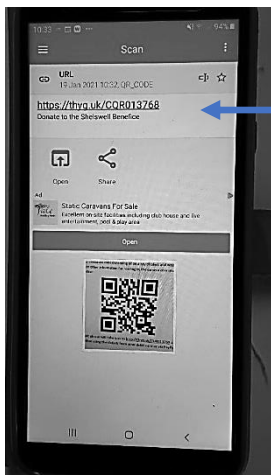 10:33
94%
Scan
URL
19 Jan 2021 10:32, QR_CODE
https://thyg.uk/CQR013768
Donate to the Shelswell Benefice
Open
Share
Ad
Static Caravans For Sale
Excellent on site facilities including club house and live
entertainment, pool & play area
Open